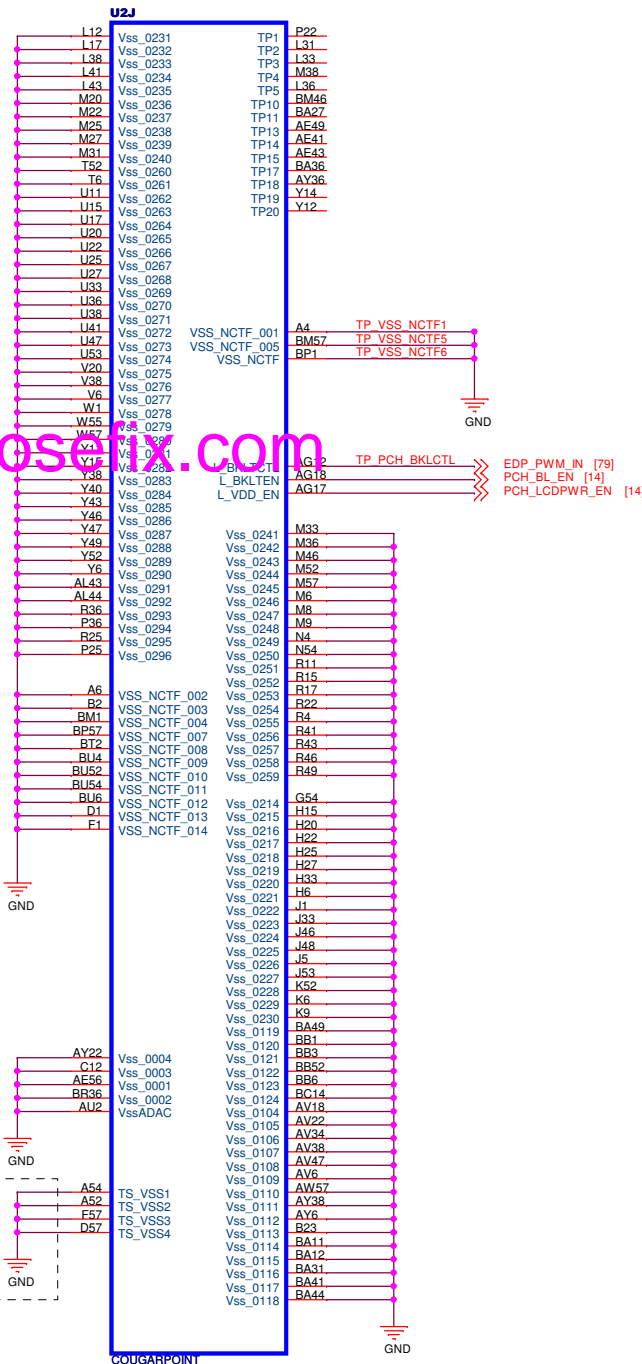 U2J
L12 Vss_0231
L17 Vss_0232
L38 Vss_0233
L41 Vss_0234
L43 Vss_0235
M20 Vss_0236
M22 Vss_0237
M25 Vss_0238
M27 Vss_0239
M31 Vss_0240
T52 Vss_0260
T6 Vss_0261
U11 Vss_0262
U15 Vss_0263
U17 Vss_0264
U20 Vss_0265
U22 Vss_0266
U25 Vss_0267
U27 Vss_0268
U33 Vss_0269
U36 Vss_0270
U38 Vss_0271
U41 Vss_0272
U47 Vss_0273
U53 Vss_0274
V20 Vss_0275
V38 Vss_0276
V6 Vss_0277
W1 Vss_0278
W55 Vss_0279
W57
osefix.com
Y38 Vss_0283
Y40 Vss_0284
Y43 Vss_0285
Y46 Vss_0286
Y47 Vss_0287
Y49 Vss_0288
Y52 Vss_0289
Y6 Vss_0290
AL43 Vss_0291
AL44 Vss_0292
R36 Vss_0293
P36 Vss_0294
R25 Vss_0295
P25 Vss_0296
A6 VSS_NCTF_002
B2 VSS_NCTF_003
BM1 VSS_NCTF_004
BP57 VSS_NCTF_007
BT2 VSS_NCTF_008
BU4 VSS_NCTF_009
BU52 VSS_NCTF_010
BU54 VSS_NCTF_011
BU6 VSS_NCTF_012
D1 VSS_NCTF_013
F1 VSS_NCTF_014
GND
AY22 Vss_0004
C12 Vss_0003
AE56 Vss_0001
BR36 Vss_0002
AU2 VssADAC
GND
A54 TS_VSS1
A52 TS_VSS2
F57 TS_VSS3
D57 TS_VSS4
GND
TP1 P22
TP2 L31
TP3 L33
TP4 M38
TP5 L36
TP10 BM46
TP11 BA27
TP13 AE49
TP14 AE41
TP15 AE43
TP17 BA36
TP18 AY36
TP19 Y14
TP20 Y12
VSS_NCTF_001 A4 TP_VSS_NCTF1
VSS_NCTF_005 BM57 TP_VSS_NCTF5
VSS_NCTF BP1 TP_VSS_NCTF6
GND
L_BKLTCTL AG12 TP_PCH_BKLCTL EDP_PWM_IN [79]
L_BKLTEN AG18 PCH_BL_EN [14]
L_VDD_EN AG17 PCH_LCDPWR_EN [14
Vss_0241 M33
Vss_0242 M36
Vss_0243 M46
Vss_0244 M52
Vss_0245 M57
Vss_0246 M6
Vss_0247 M8
Vss_0248 M9
Vss_0249 N4
Vss_0250 N54
Vss_0251 R11
Vss_0252 R15
Vss_0253 R17
Vss_0254 R22
Vss_0255 R4
Vss_0256 R41
Vss_0257 R43
Vss_0258 R46
Vss_0259 R49
Vss_0214 G54
Vss_0215 H15
Vss_0216 H20
Vss_0217 H22
Vss_0218 H25
Vss_0219 H27
Vss_0220 H33
Vss_0221 H6
Vss_0222 J1
Vss_0223 J33
Vss_0224 J46
Vss_0225 J48
Vss_0226 J5
Vss_0227 J53
Vss_0228 K52
Vss_0229 K6
Vss_0230 K9
Vss_0119 BA49
Vss_0120 BB1
Vss_0121 BB3
Vss_0122 BB52
Vss_0123 BB6
Vss_0124 BC14
Vss_0104 AV18
Vss_0105 AV22
Vss_0106 AV34
Vss_0107 AV38
Vss_0108 AV47
Vss_0109 AV6
Vss_0110 AW57
Vss_0111 AY38
Vss_0112 AY6
Vss_0113 B23
Vss_0114 BA11
Vss_0115 BA12
Vss_0116 BA31
Vss_0117 BA41
Vss_0118 BA44
GND
COUGARPOINT